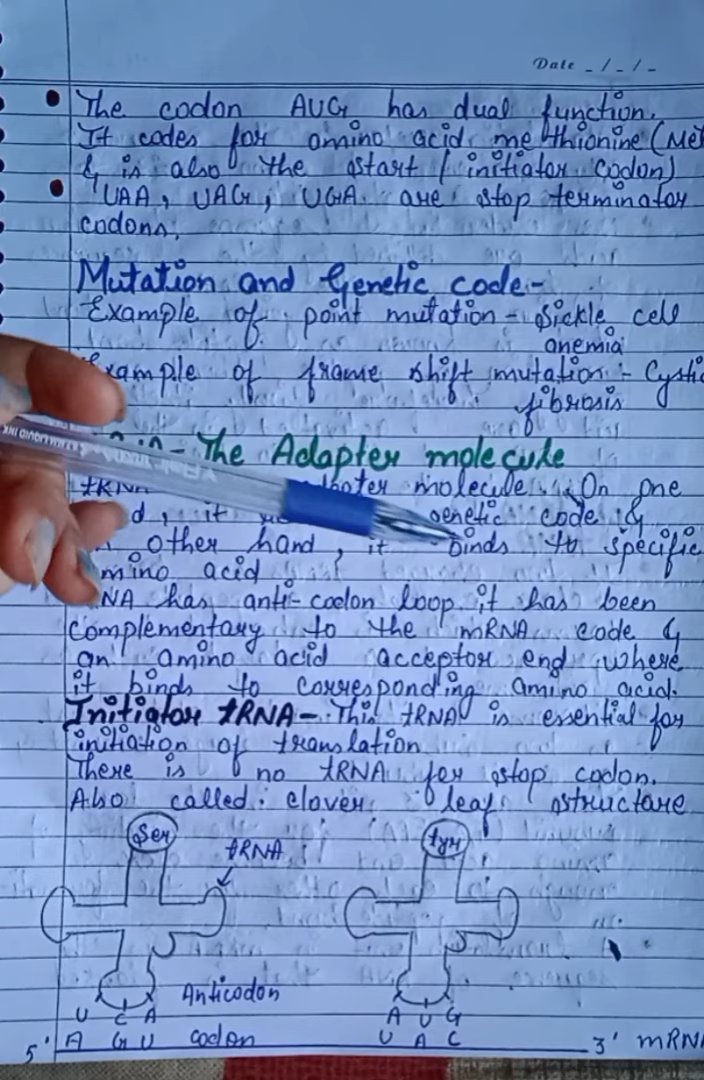 Date _/_/_
The codon AUG has dual function.
It codes for amino acid methionine (Met
& is also the start / initiator codon)
UAA, UAG, UGA are stop terminator
codons.
Mutation and Genetic code-
Example of point mutation - Sickle cell
anemia
Example of frame shift mutation - Cystic
fibrosis
- The Adapter molecule
tRNA molecule. On one
it genetic code &
other hand, it binds to specific
amino acid
has anti-codon loop it has been
complementary to the mRNA code &
an amino acid acceptor end where
it binds to corresponding amino acid.
Initiator tRNA - This tRNA is essential for
initiation of translation
There is no tRNA for stop codon.
Also called clover leaf structure
Ser tRNA tyr
Anticodon
U C A A U G
5' A G U codon U A C 3' mRNA